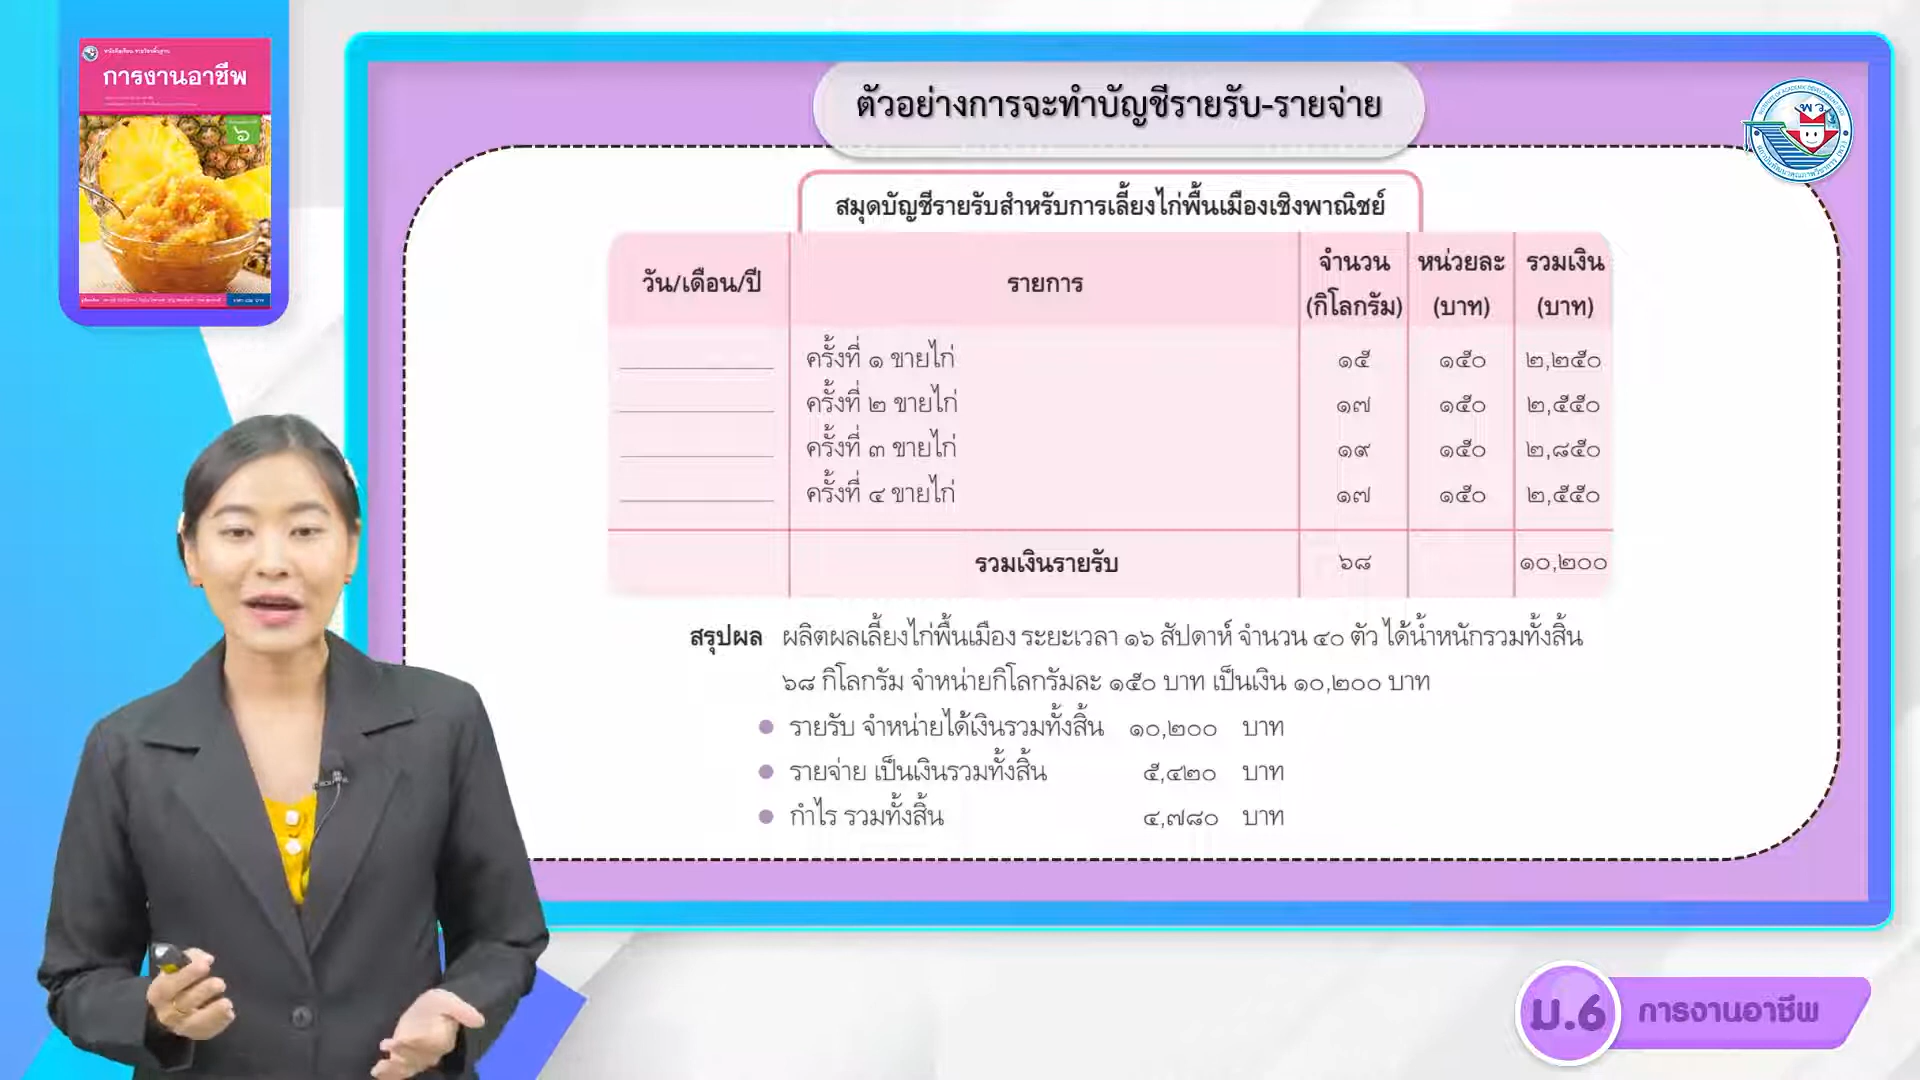 การงานอาชีพ
๖
ตัวอย่างการจะทำบัญชีรายรับ-รายจ่าย
พว.
สมุดบัญชีรายรับสำหรับการเลี้ยงไก่พื้นเมืองเชิงพาณิชย์
วัน/เดือน/ปี รายการ จำนวน (กิโลกรัม) หน่วยละ (บาท) รวมเงิน (บาท)
ครั้งที่ ๑ ขายไก่ ๑๕ ๑๕๐ ๒,๒๕๐
ครั้งที่ ๒ ขายไก่ ๑๗ ๑๕๐ ๒,๕๕๐
ครั้งที่ ๓ ขายไก่ ๑๙ ๑๕๐ ๒,๘๕๐
ครั้งที่ ๔ ขายไก่ ๑๗ ๑๕๐ ๒,๕๕๐
รวมเงินรายรับ ๖๘ ๑๐,๒๐๐
สรุปผล ผลิตผลเลี้ยงไก่พื้นเมือง ระยะเวลา ๑๖ สัปดาห์ จำนวน ๔๐ ตัว ได้น้ำหนักรวมทั้งสิ้น
๖๘ กิโลกรัม จำหน่ายกิโลกรัมละ ๑๕๐ บาท เป็นเงิน ๑๐,๒๐๐ บาท
รายรับ จำหน่ายได้เงินรวมทั้งสิ้น ๑๐,๒๐๐ บาท
รายจ่าย เป็นเงินรวมทั้งสิ้น ๕,๔๒๐ บาท
กำไร รวมทั้งสิ้น ๔,๗๘๐ บาท
ม.6 การงานอาชีพ